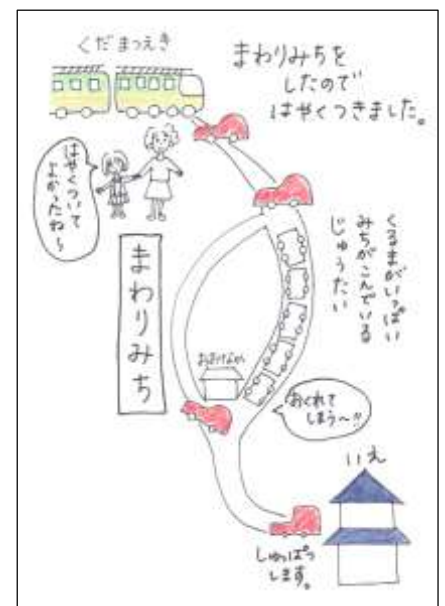 くだまつえき
まわりみちを
したので
はやくつきました。
はやくついて
よかったね〜
くるまがいっぱい
みちがこんでいる
じゅうたい
まわりみち
おくれて
しまう〜!!
いえ
しゅっぱつ
します。